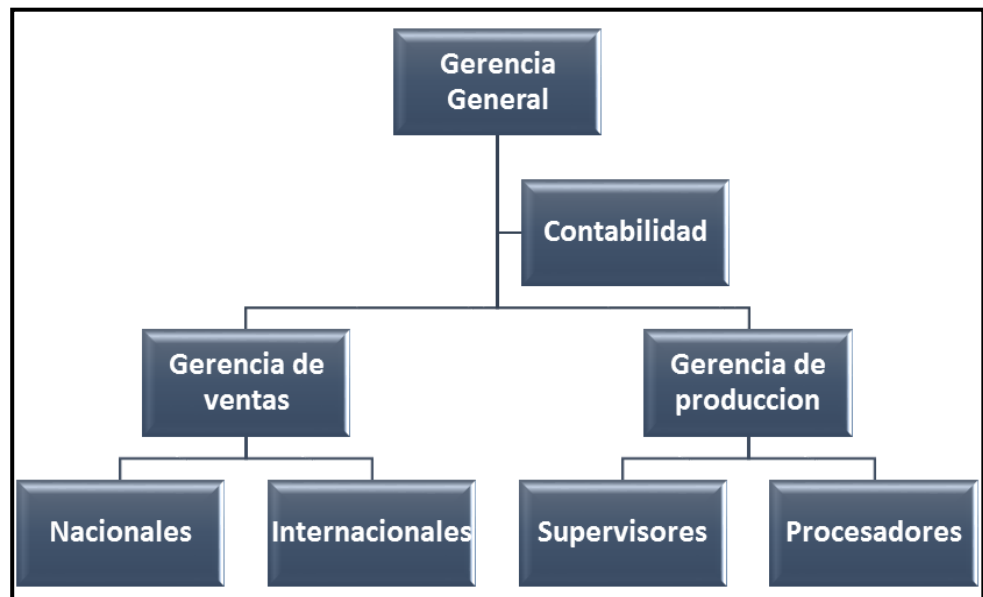 Gerencia
General
Contabilidad
Gerencia de
ventas
Gerencia de
produccion
Nacionales
Internacionales
Supervisores
Procesadores